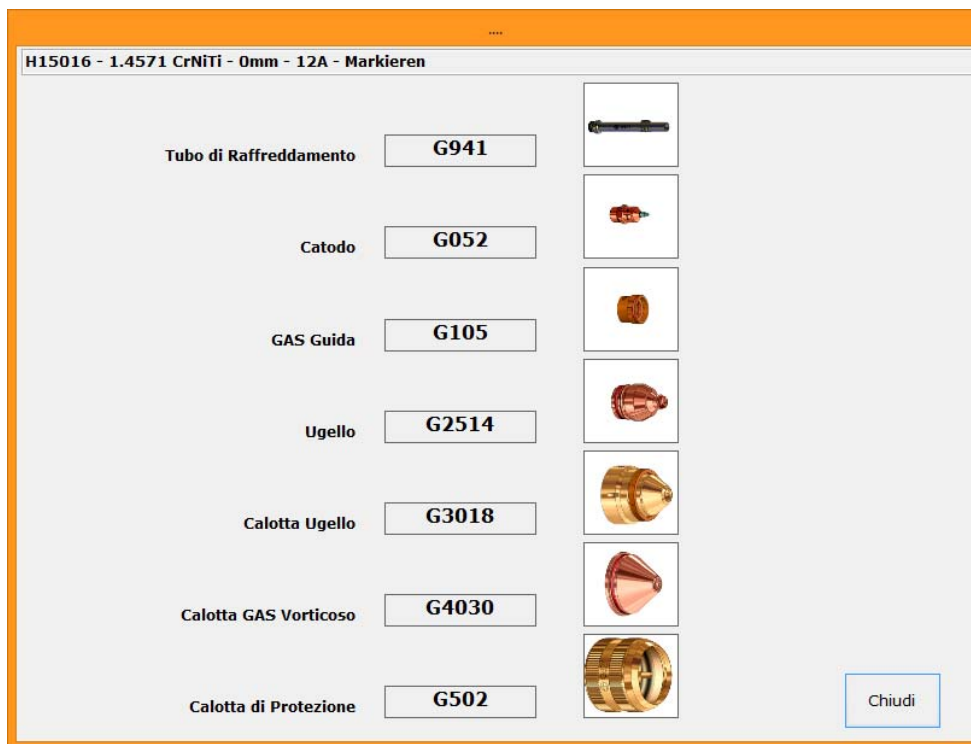 ....
H15016 - 1.4571 CrNiTi - 0mm - 12A - Markieren
Tubo di Raffreddamento G941
Catodo G052
GAS Guida G105
Ugello G2514
Calotta Ugello G3018
Calotta GAS Vorticoso G4030
Calotta di Protezione G502
Chiudi